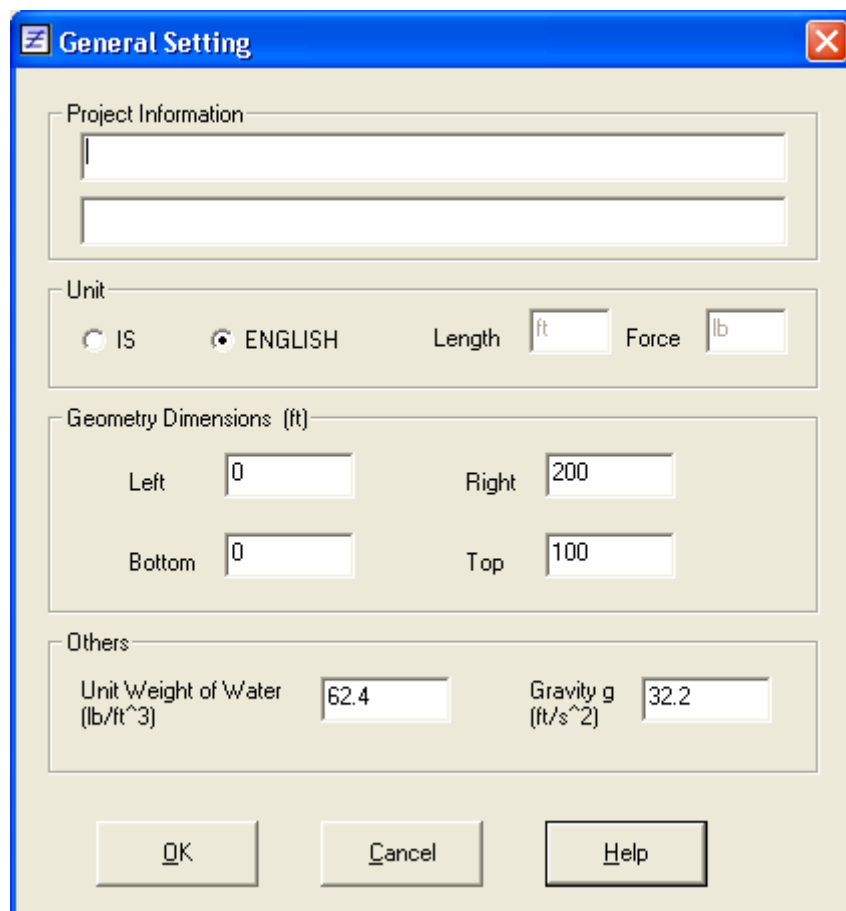 General Setting
Project Information
Unit
IS ENGLISH Length ft Force lb
Geometry Dimensions (ft)
Left 0 Right 200
Bottom 0 Top 100
Others
Unit Weight of Water 62.4 Gravity g 32.2
(lb/ft^3) (ft/s^2)
OK Cancel Help